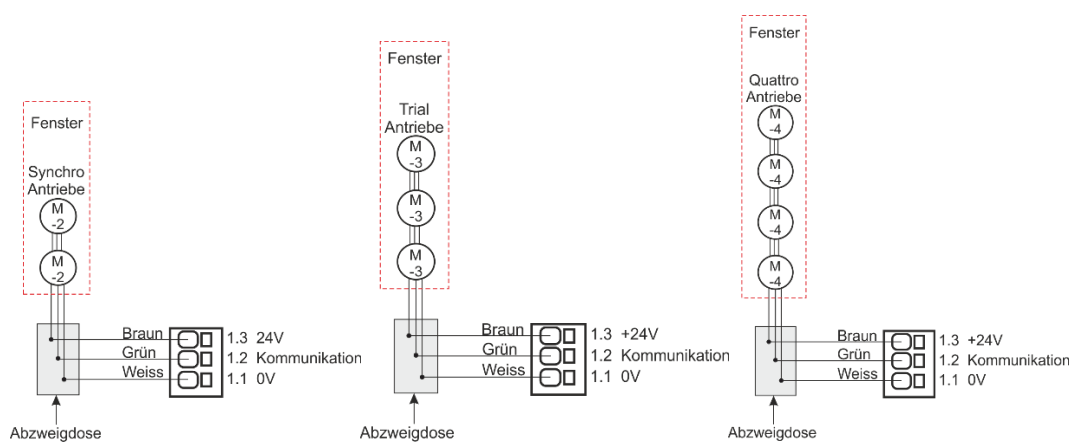 Fenster
Synchro
Antriebe
M
-2
M
-2
Braun
1.3 24V
Grün
1.2 Kommunikation
Weiss
1.1 0V
Abzweigdose
Fenster
Trial
Antriebe
M
-3
M
-3
M
-3
Braun
1.3 +24V
Grün
1.2 Kommunikation
Weiss
1.1 0V
Abzweigdose
Fenster
Quattro
Antriebe
M
-4
M
-4
M
-4
M
-4
Braun
1.3 +24V
Grün
1.2 Kommunikation
Weiss
1.1 0V
Abzweigdose